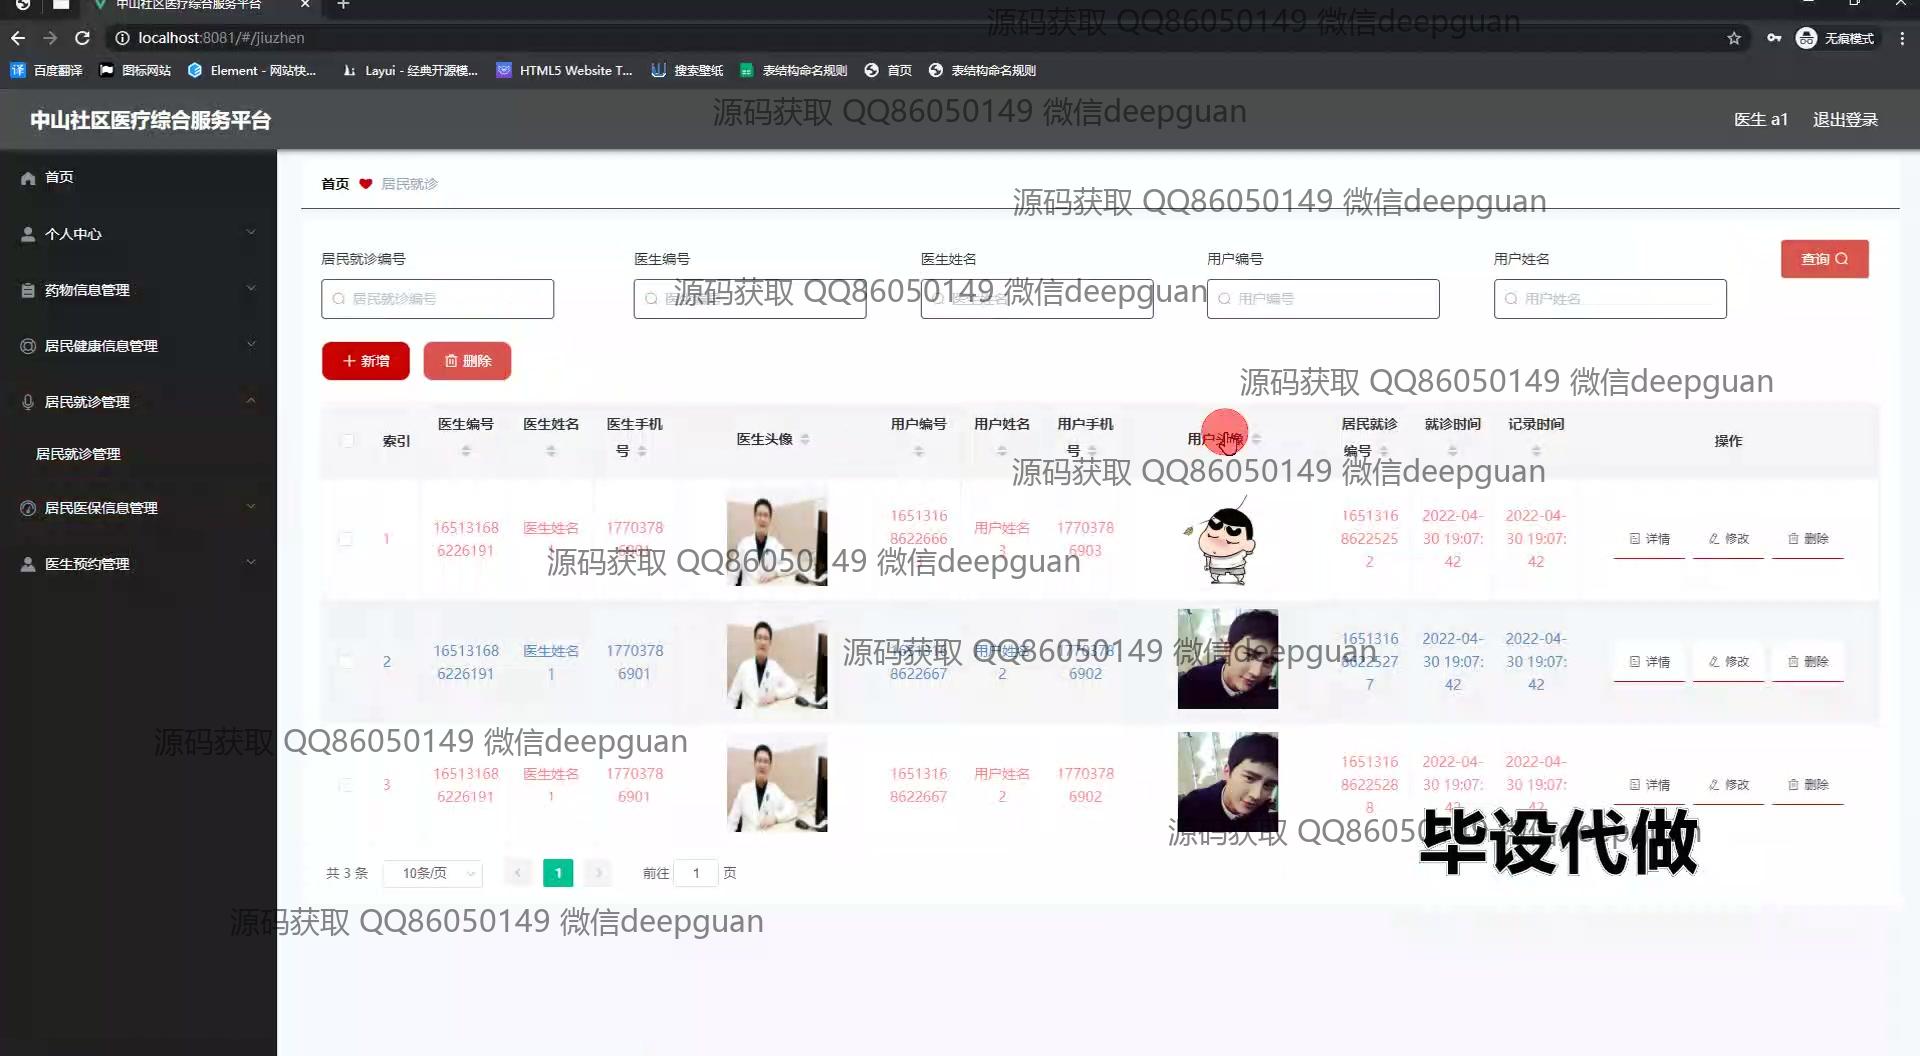 中山社区医疗综合服务平台
localhost:8081/#/jiuzhen
无痕模式
百度翻译
图标网站
Element - 网站快...
Layui - 经典开源模...
HTML5 Website T...
搜索壁纸
表结构命名规则
首页
表结构命名规则
源码获取 QQ86050149 微信deepguan
中山社区医疗综合服务平台
源码获取 QQ86050149 微信deepguan
医生 a1
退出登录
首页
个人中心
药物信息管理
居民健康信息管理
居民就诊管理
居民就诊管理
居民医保信息管理
医生预约管理
首页
居民就诊
源码获取 QQ86050149 微信deepguan
居民就诊编号
医生编号
医生姓名
用户编号
用户姓名
查询
居民就诊编号
用户编号
用户姓名
源码获取 QQ86050149 微信deepguan
新增
删除
源码获取 QQ86050149 微信deepguan
索引
医生编号
医生姓名
医生手机号
医生头像
用户编号
用户姓名
用户手机号
用户头像
居民就诊编号
就诊时间
记录时间
操作
源码获取 QQ86050149 微信deepguan
1
16513168
6226191
医生姓名
1770378
6901
1651316
8622666
用户姓名
3
1770378
6903
1651316
8622525
2
2022-04-
30 19:07:
42
2022-04-
30 19:07:
42
详情
修改
删除
源码获取 QQ86050149 微信deepguan
2
16513168
6226191
医生姓名
1
1770378
6901
1651316
8622667
用户姓名
2
1770378
6902
1651316
8622527
7
2022-04-
30 19:07:
42
2022-04-
30 19:07:
42
详情
修改
删除
源码获取 QQ86050149 微信deepguan
3
16513168
6226191
医生姓名
1
1770378
6901
1651316
8622667
用户姓名
2
1770378
6902
1651316
8622528
8
2022-04-
30 19:07:
42
2022-04-
30 19:07:
42
详情
修改
删除
源码获取 QQ86050149 微信deepguan
源码获取 QQ8605
毕设代做
共 3 条
10条/页
1
前往
1
页
源码获取 QQ86050149 微信deepguan